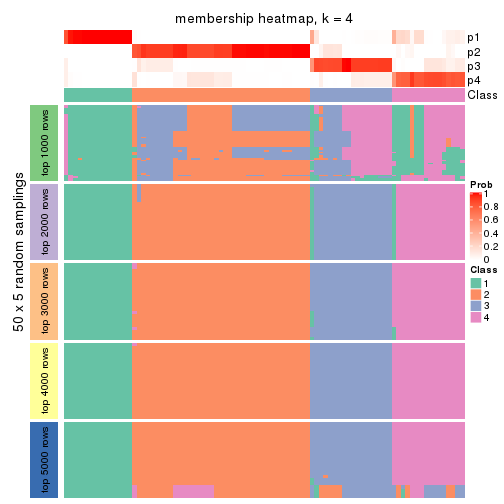 membership heatmap, k = 4
p1
p2
p3
p4
Class
50 x 5 random samplings
top 1000 rows
top 2000 rows
top 3000 rows
top 4000 rows
top 5000 rows
Prob
1
0.8
0.6
0.4
0.2
0
Class
1
2
3
4